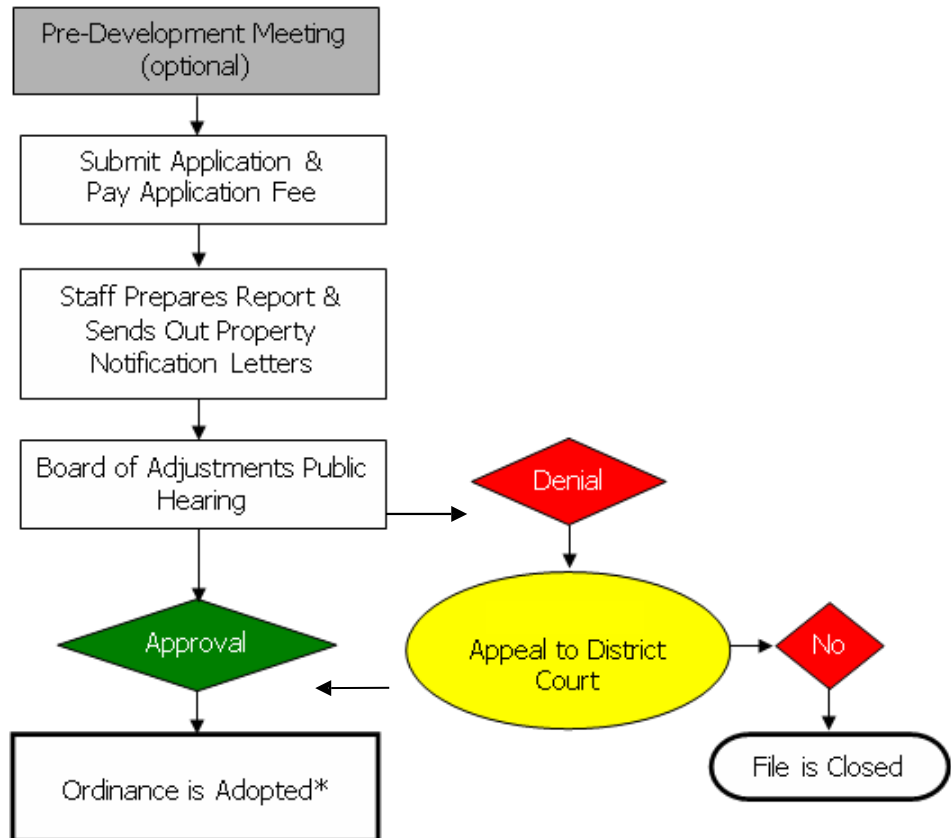 Pre-Development Meeting
(optional)
Submit Application &
Pay Application Fee
Staff Prepares Report &
Sends Out Property
Notification Letters
Board of Adjustments Public
Hearing
Denial
Approval
Appeal to District
Court
No
Ordinance is Adopted*
File is Closed